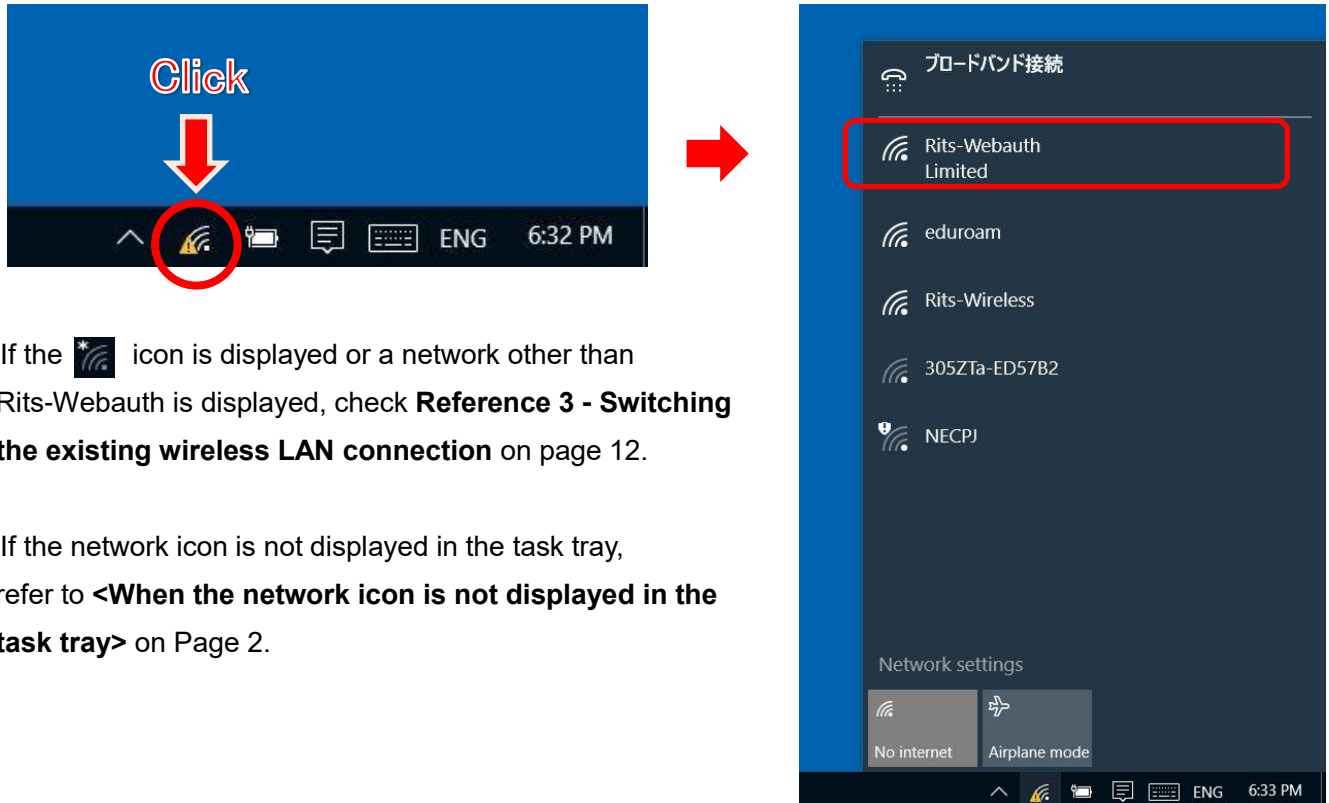 Click
ENG 6:32 PM
If the icon is displayed or a network other than
Rits-Webauth is displayed, check Reference 3 - Switching
the existing wireless LAN connection on page 12.
If the network icon is not displayed in the task tray,
refer to <When the network icon is not displayed in the
task tray> on Page 2.
ブロードバンド接続
Rits-Webauth
Limited
eduroam
Rits-Wireless
305ZTa-ED57B2
NECPJ
Network settings
No internet Airplane mode
ENG 6:33 PM